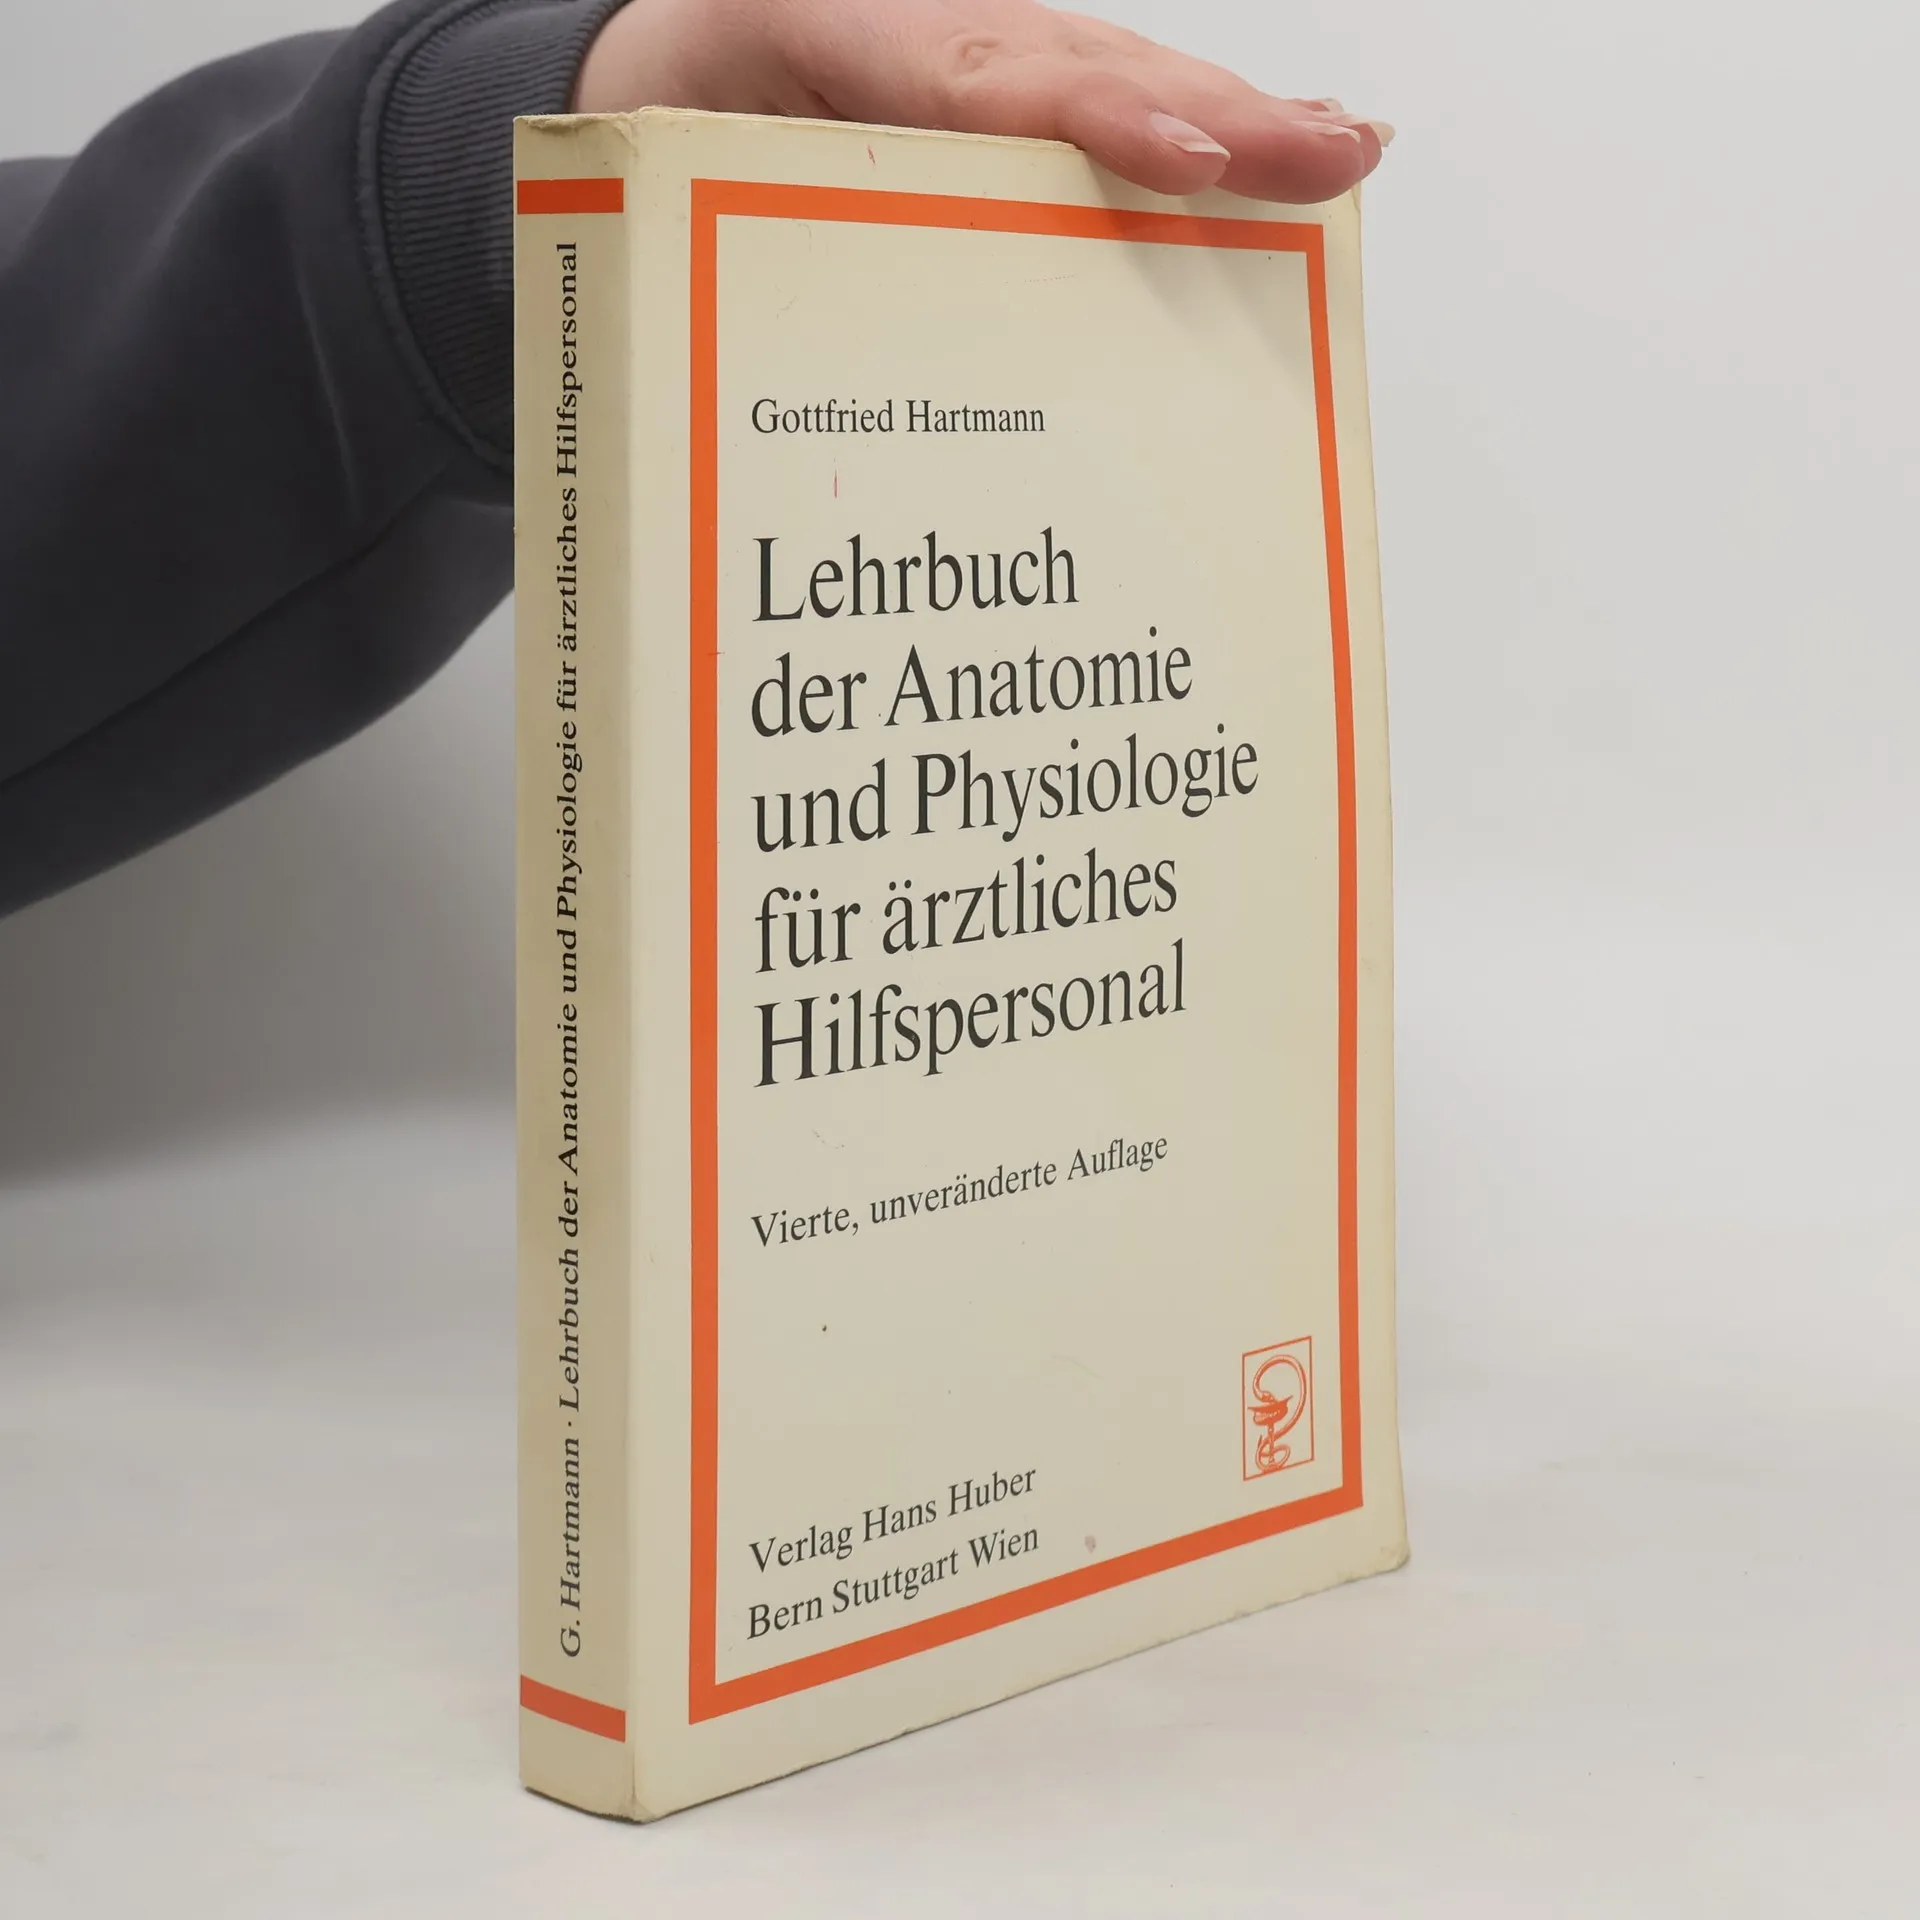 G. Hartmann · Lehrbuch der Anatomie und Physiologie für ärztliches Hilfspersonal
Gottfried Hartmann
Lehrbuch
der Anatomie
und Physiologie
für ärztliches
Hilfspersonal
Vierte, unveränderte Auflage
Verlag Hans Huber
Bern Stuttgart Wien